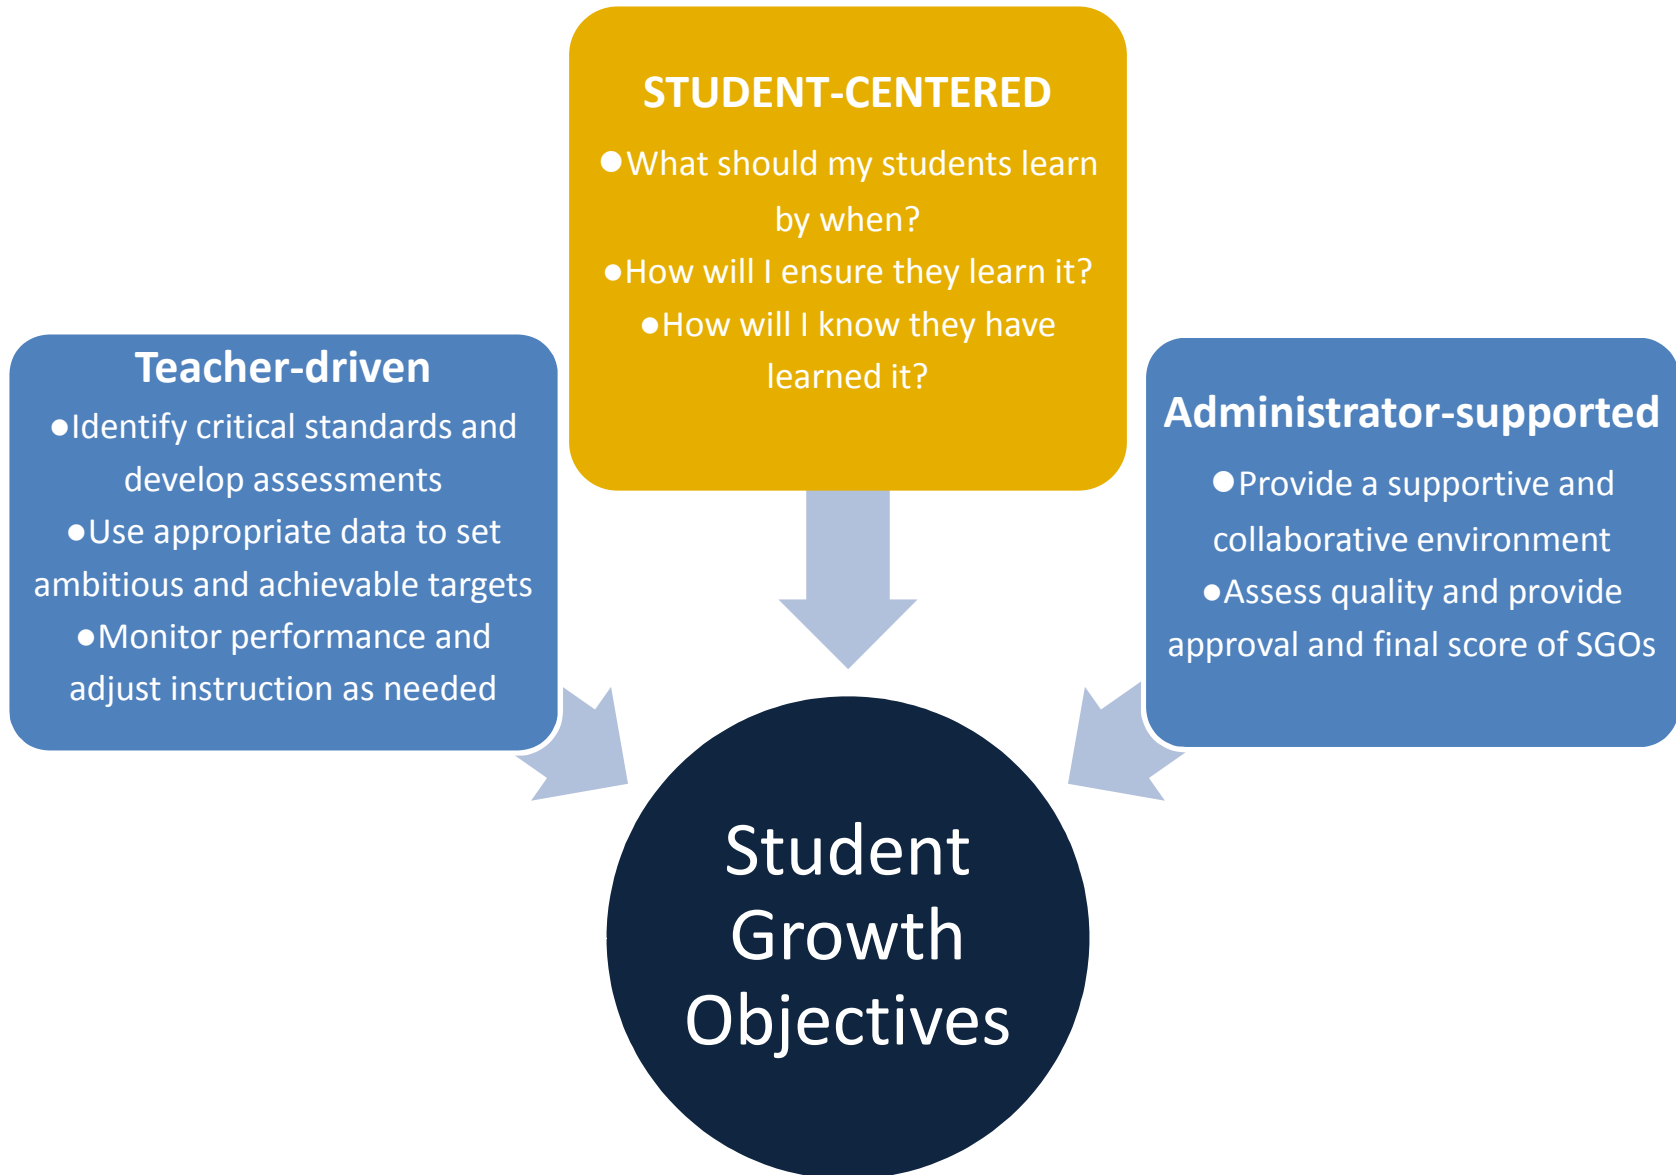 STUDENT-CENTERED
●What should my students learn
by when?
●How will I ensure they learn it?
●How will I know they have
learned it?
Teacher-driven
●Identify critical standards and
develop assessments
●Use appropriate data to set
ambitious and achievable targets
●Monitor performance and
adjust instruction as needed
Administrator-supported
●Provide a supportive and
collaborative environment
●Assess quality and provide
approval and final score of SGOs
Student
Growth
Objectives